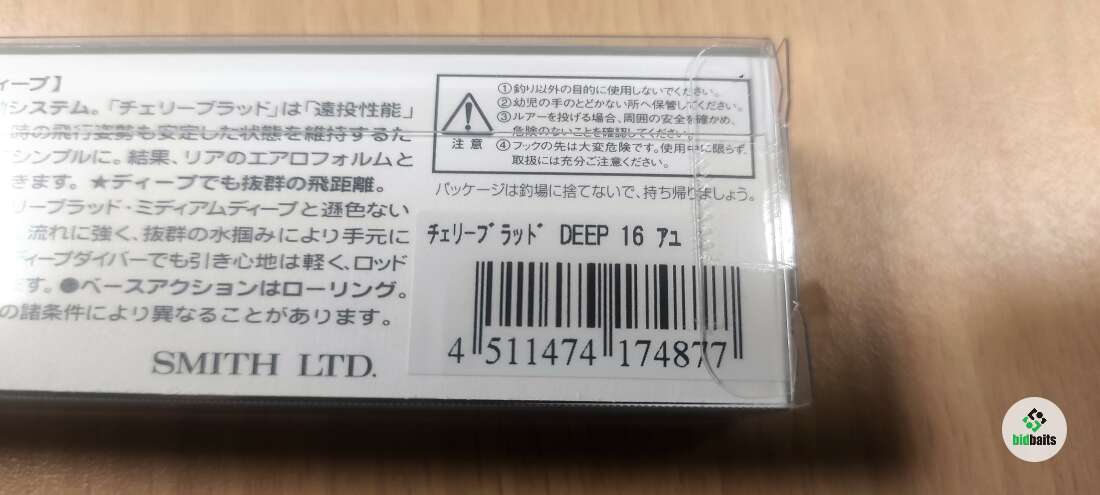 ィープ】
システム。「チェリーブラッド」は「遠投性能」
時の飛行姿勢も安定した状態を維持するた
シンプルに。結果、リアのエアロフォルムと
きます。★ディープでも抜群の飛距離。
リーブラッド・ミディアムディープと遜色ない
流れに強く、抜群の水掴みにより手元に
ディープダイバーでも引き心地は軽く、ロッド
ます。●ベースアクションはローリング。
の諸条件により異なることがあります。
SMITH LTD.
注意
①釣り以外の目的に使用しないでください。
②幼児の手のとどかない所へ保管してください。
③ルアーを投げる場合、周囲の安全を確かめ、
危険のないことを確認してください。
④フックの先は大変危険です。使用中に限らず、
取扱には充分ご注意ください。
パッケージは釣場に捨てないで、持ち帰りましょう。
チェリーブラッド DEEP 16 アユ
4 511474 174877
bidbaits